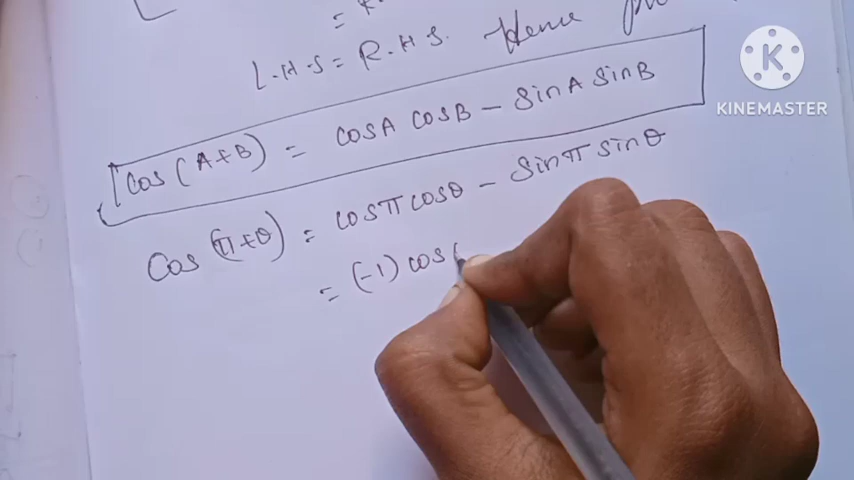 =
L.H.S = R.H.S. Hence
cos (A+B) = cosA cosB - sinA sinB
cos (π+θ) = cosπ cosθ - sinπ sinθ
= (-1) cos
KINEMASTER